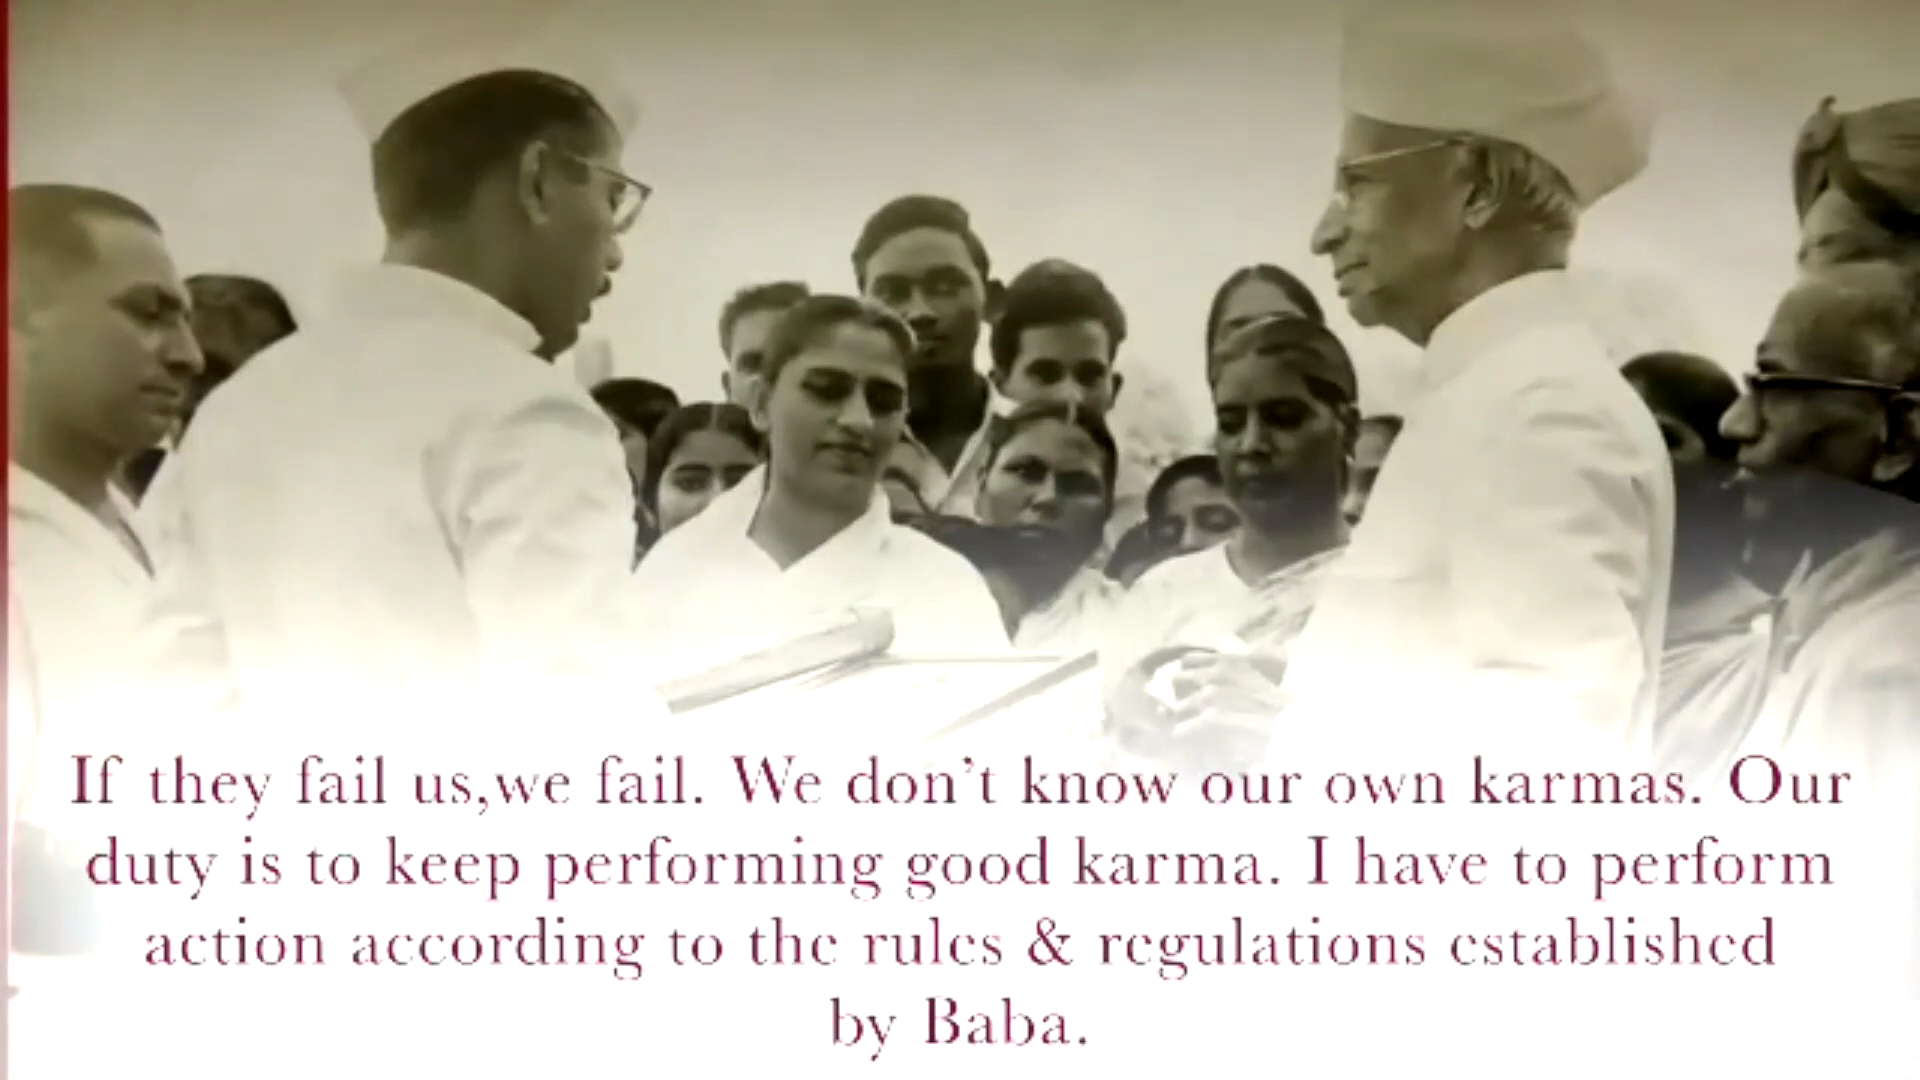 If they fail us,we fail. We don't know our own karmas. Our
duty is to keep performing good karma. I have to perform
action according to the rules & regulations established
by Baba.